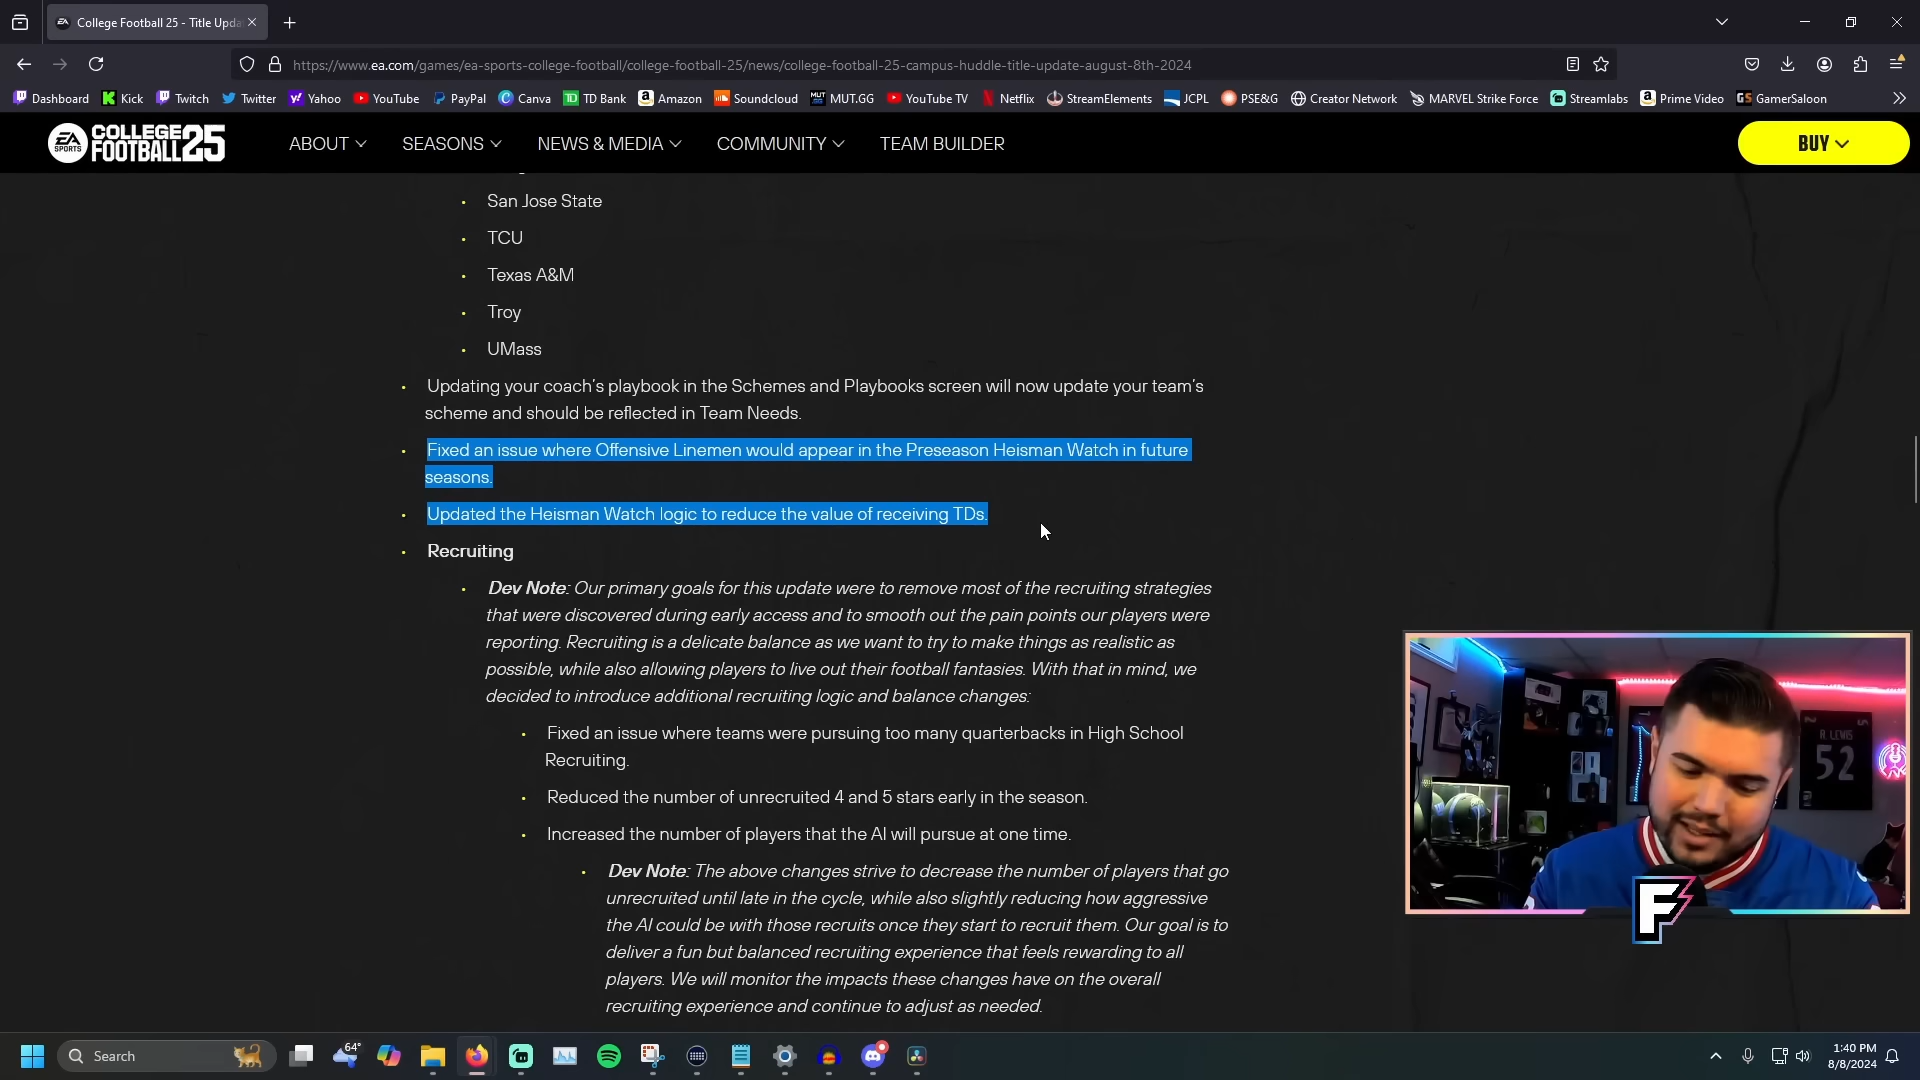 College Football 25 - Title Upda
https://www.ea.com/games/ea-sports-college-football/college-football-25/news/college-football-25-campus-huddle-title-update-august-8th-2024
Dashboard Kick Twitch Twitter Yahoo YouTube PayPal Canva TD Bank Amazon Soundcloud MUT.GG YouTube TV Netflix StreamElements JCPL PSE&G Creator Network MARVEL Strike Force Streamlabs Prime Video GamerSaloon
EA SPORTS COLLEGE FOOTBALL 25 ABOUT SEASONS NEWS & MEDIA COMMUNITY TEAM BUILDER BUY
• San Jose State
• TCU
• Texas A&M
• Troy
• UMass
• Updating your coach's playbook in the Schemes and Playbooks screen will now update your team's
scheme and should be reflected in Team Needs.
• Fixed an issue where Offensive Linemen would appear in the Preseason Heisman Watch in future
seasons.
• Updated the Heisman Watch logic to reduce the value of receiving TDs.
• Recruiting
• Dev Note: Our primary goals for this update were to remove most of the recruiting strategies
that were discovered during early access and to smooth out the pain points our players were
reporting. Recruiting is a delicate balance as we want to try to make things as realistic as
possible, while also allowing players to live out their football fantasies. With that in mind, we
decided to introduce additional recruiting logic and balance changes:
• Fixed an issue where teams were pursuing too many quarterbacks in High School
Recruiting.
• Reduced the number of unrecruited 4 and 5 stars early in the season.
• Increased the number of players that the AI will pursue at one time.
• Dev Note: The above changes strive to decrease the number of players that go
unrecruited until late in the cycle, while also slightly reducing how aggressive
the AI could be with those recruits once they start to recruit them. Our goal is to
deliver a fun but balanced recruiting experience that feels rewarding to all
players. We will monitor the impacts these changes have on the overall
recruiting experience and continue to adjust as needed.
R. LEWIS
52
F
Search
64°
1:40 PM
8/8/2024